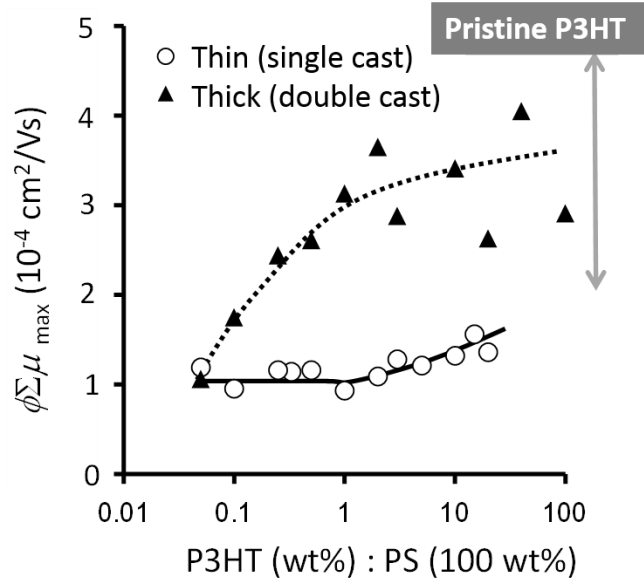 Pristine P3HT
○ Thin (single cast)
▲ Thick (double cast)
5
4
3
2
1
0
ϕΣμ max (10⁻⁴ cm²/Vs)
0.01 0.1 1 10 100
P3HT (wt%) : PS (100 wt%)